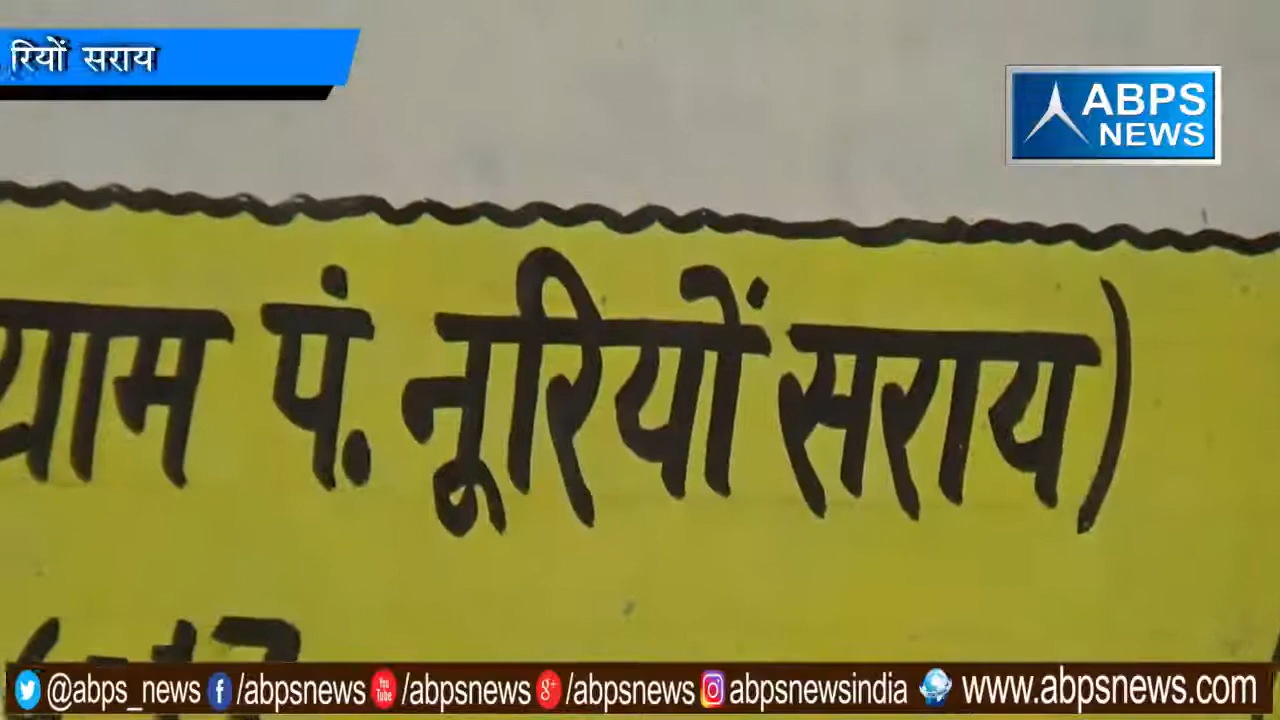 रियों सराय
ABPS
NEWS
ग्राम पं. नूरियों सराय)
@abps_news /abpsnews /abpsnews /abpsnews abpsnewsindia www.abpsnews.com